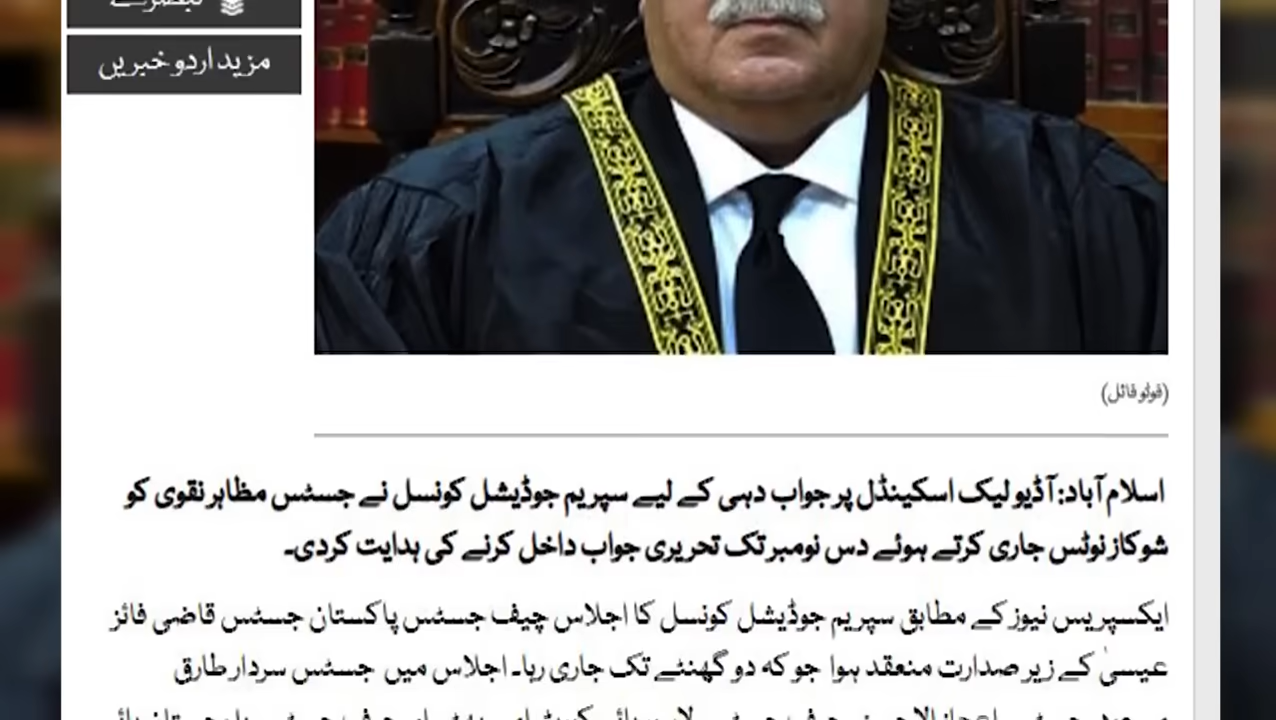 تبصرے
مزید اردو خبریں
(فوٹو فائل)
اسلام آباد: آڈیو لیک اسکینڈل پر جواب دہی کے لیے سپریم جوڈیشل کونسل نے جسٹس مظاہر نقوی کو
شوکاز نوٹس جاری کرتے ہوئے دس نومبر تک تحریری جواب داخل کرنے کی ہدایت کردی۔
ایکسپریس نیوز کے مطابق سپریم جوڈیشل کونسل کا اجلاس چیف جسٹس پاکستان جسٹس قاضی فائز
عیسیٰ کے زیر صدارت منعقد ہوا جو کہ دو گھنٹے تک جاری رہا۔ اجلاس میں جسٹس سردار طارق